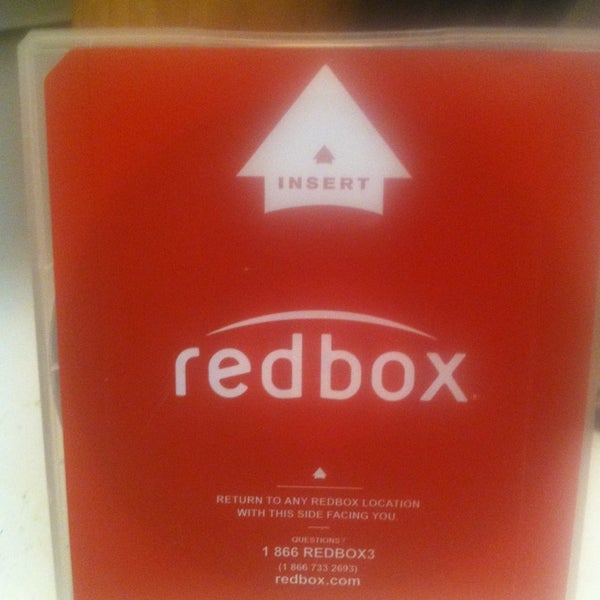 INSERT
redbox
RETURN TO ANY REDBOX LOCATION
WITH THIS SIDE FACING YOU.
QUESTIONS?
1 866 REDBOX3
(1 866 733 2693)
redbox.com